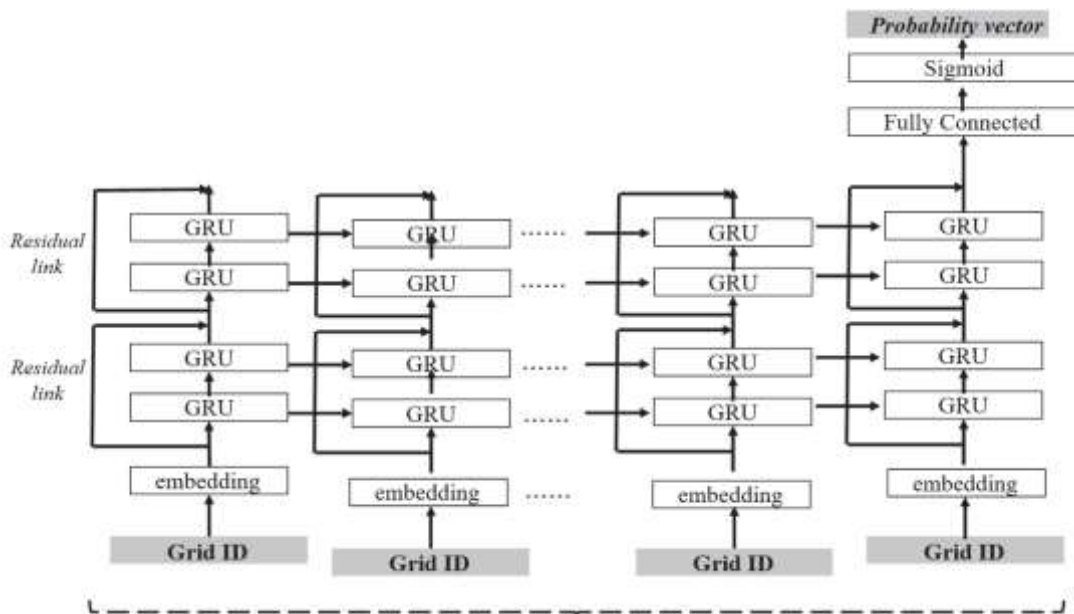 Probability vector
Sigmoid
Fully Connected
Residual link
GRU GRU ...... GRU GRU
GRU GRU ...... GRU GRU
Residual link
GRU GRU ...... GRU GRU
GRU GRU ...... GRU GRU
embedding embedding ...... embedding embedding
Grid ID Grid ID Grid ID Grid ID